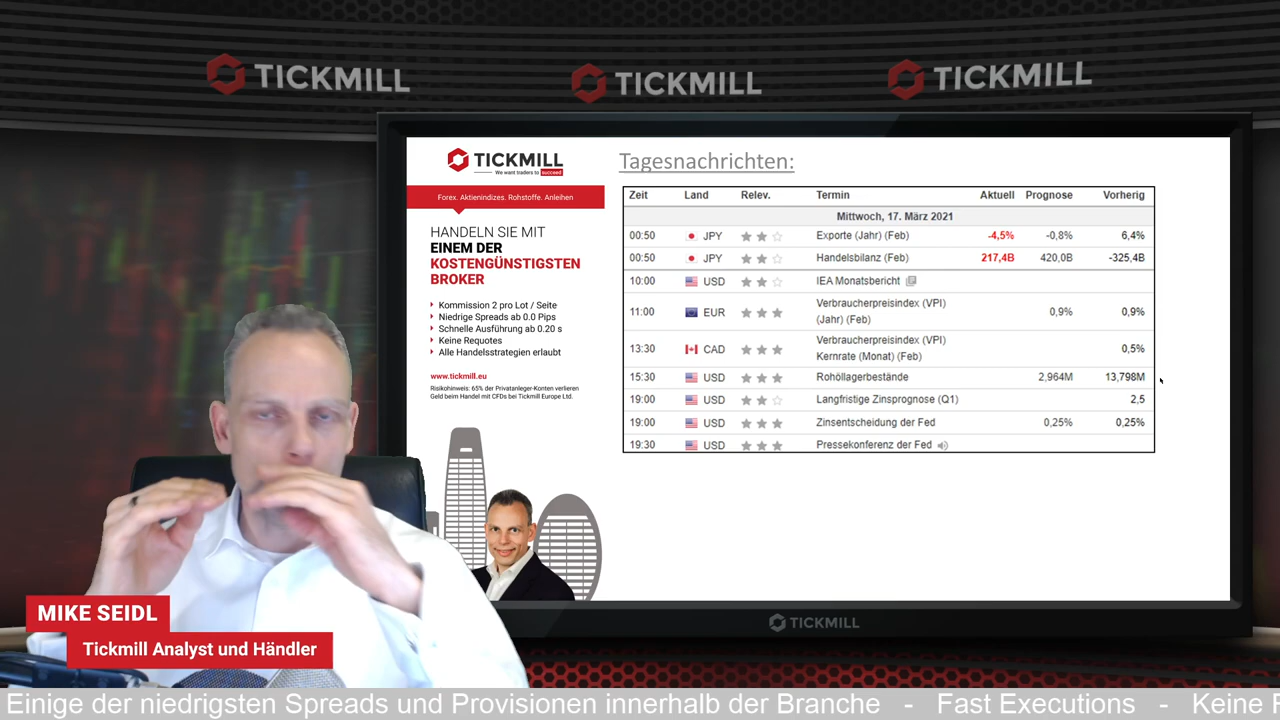 TICKMILL
TICKMILL
TICKMILL
TICKMILL
We want traders to succeed
Forex. Aktienindizes. Rohstoffe. Anleihen
HANDELN SIE MIT
EINEM DER
KOSTENGÜNSTIGSTEN
BROKER
Kommission 2 pro Lot / Seite
Niedrige Spreads ab 0.0 Pips
Schnelle Ausführung ab 0.20 s
Keine Requotes
Alle Handelsstrategien erlaubt
www.tickmill.eu
Risikohinweis: 65% der Privatanleger-Konten verlieren
Geld beim Handel mit CFDs bei Tickmill Europe Ltd.
Tagesnachrichten:
Zeit Land Relev. Termin Aktuell Prognose Vorherig
Mittwoch, 17. März 2021
00:50 JPY Exporte (Jahr) (Feb) -4,5% -0,8% 6,4%
00:50 JPY Handelsbilanz (Feb) 217,4B 420,0B -325,4B
10:00 USD IEA Monatsbericht
11:00 EUR Verbraucherpreisindex (VPI)
(Jahr) (Feb) 0,9% 0,9%
13:30 CAD Verbraucherpreisindex (VPI)
Kernrate (Monat) (Feb) 0,5%
15:30 USD Rohöllagerbestände 2,964M 13,798M
19:00 USD Langfristige Zinsprognose (Q1) 2,5
19:00 USD Zinsentscheidung der Fed 0,25% 0,25%
19:30 USD Pressekonferenz der Fed
TICKMILL
MIKE SEIDL
Tickmill Analyst und Händler
Einige der niedrigsten Spreads und Provisionen innerhalb der Branche - Fast Executions - Keine